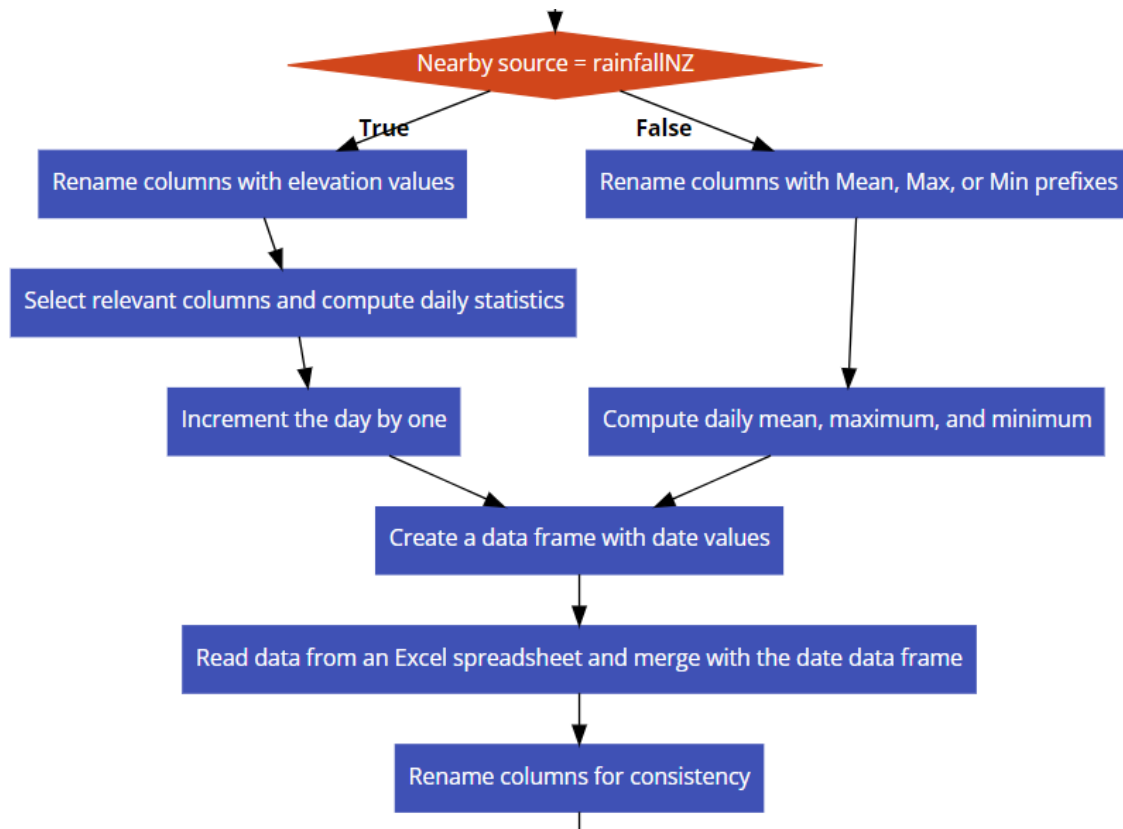 Nearby source = rainfallNZ
True
False
Rename columns with elevation values
Rename columns with Mean, Max, or Min prefixes
Select relevant columns and compute daily statistics
Increment the day by one
Compute daily mean, maximum, and minimum
Create a data frame with date values
Read data from an Excel spreadsheet and merge with the date data frame
Rename columns for consistency